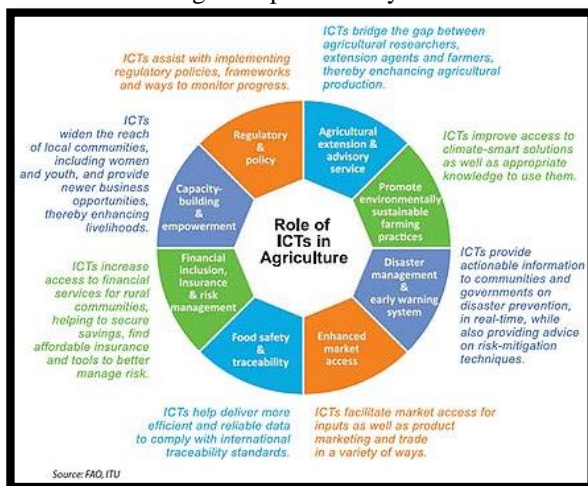 ICTs bridge the gap between
agricultural researchers,
extension agents and farmers,
thereby enchancing agricultural
production.
ICTs assist with implementing
regulatory policies, frameworks
and ways to monitor progress.
Regulatory
&
policy
Agricultural
extension &
advisory
service
ICTs
widen the reach
of local communities,
including women
and youth, and provide
newer business
opportunities,
thereby enhancing
livelihoods.
Capacity-
building &
empowerment
Role of
ICTs in
Agriculture
Promote
environmentally
sustainable
farming
practices
ICTs improve access to
climate-smart solutions
as well as appropriate
knowledge to use them.
ICTs increase
access to financial
services for rural
communities,
helping to secure
savings, find
affordable insurance
and tools to better
manage risk.
Financial
inclusion,
Insurance
& risk
management
Disaster
management
& early warning
system
ICTs provide
actionable information
to communities and
governments on
disaster prevention,
in real-time, while
also providing advice
on risk-mitigation
techniques.
Food safety
&
traceability
Enhanced
market
access
ICTs help deliver more
efficient and reliable data
to comply with international
traceability standards.
ICTs facilitate market access for
inputs as well as product
marketing and trade
in a variety of ways.
Source: FAO, ITU